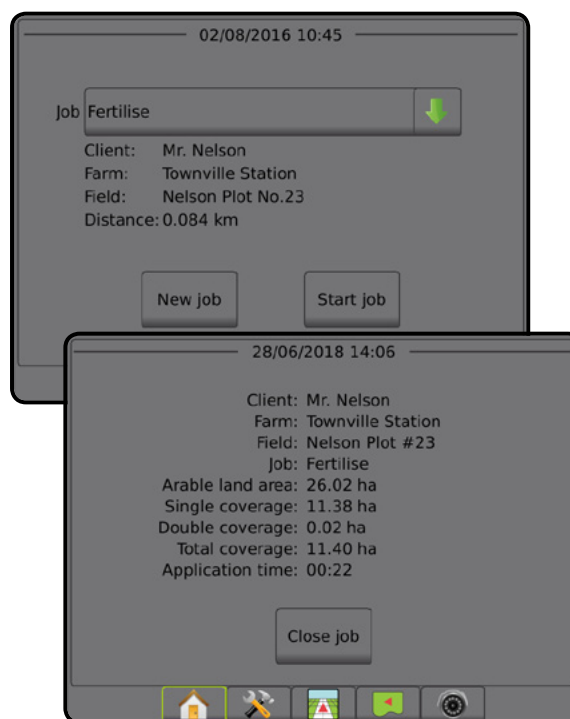 02/08/2016 10:45
Job Fertilise
Client: Mr. Nelson
Farm: Townville Station
Field: Nelson Plot No.23
Distance: 0.084 km
New job Start job
28/06/2018 14:06
Client: Mr. Nelson
Farm: Townville Station
Field: Nelson Plot #23
Job: Fertilise
Arable land area: 26.02 ha
Single coverage: 11.38 ha
Double coverage: 0.02 ha
Total coverage: 11.40 ha
Application time: 00:22
Close job